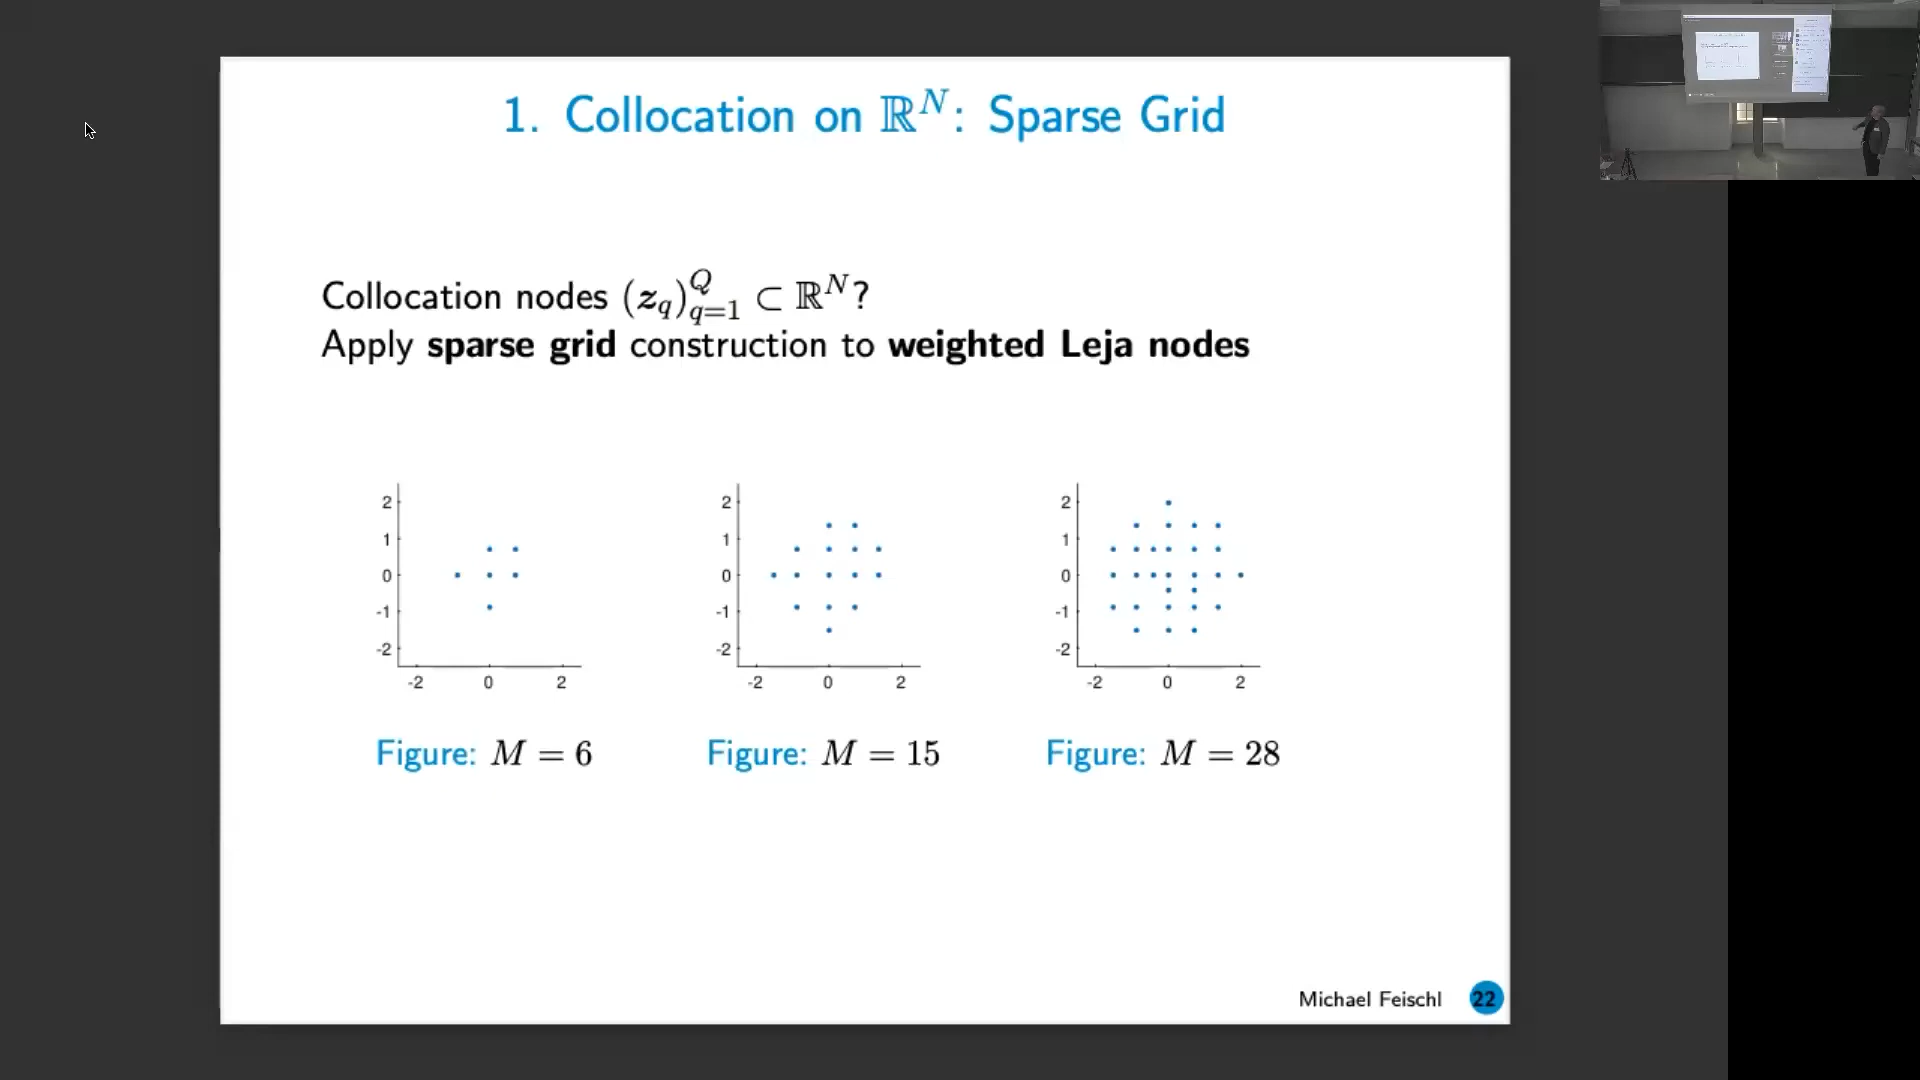 1. Collocation on ℝᴺ: Sparse Grid
Collocation nodes (z_q)_{q=1}^Q ⊂ ℝᴺ?
Apply sparse grid construction to weighted Leja nodes
2
1
0
-1
-2
-2 0 2
2
1
0
-1
-2
-2 0 2
2
1
0
-1
-2
-2 0 2
Figure: M = 6
Figure: M = 15
Figure: M = 28
Michael Feischl 22